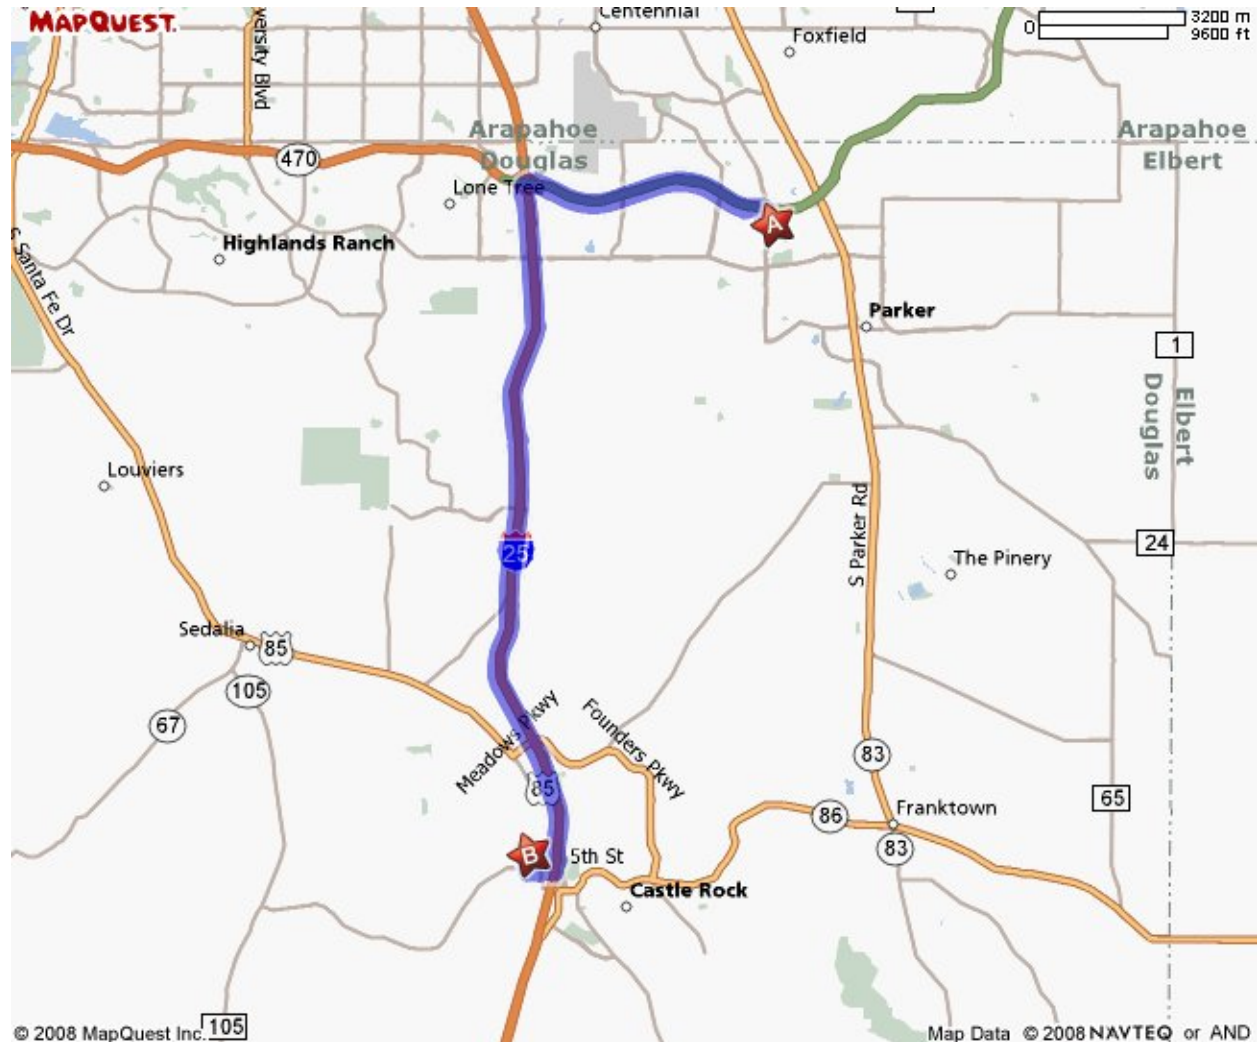 MAPQUEST.
versity Blvd
Centennial
Foxfield
0
3200 m
9600 ft
Arapahoe
Douglas
Arapahoe
Elbert
470
Lone Tree
Highlands Ranch
A
S Santa Fe Dr
Parker
1
Douglas
Elbert
Louviers
S Parker Rd
24
25
The Pinery
Sedalia
85
105
67
Meadows Pkwy
Founders Pkwy
83
85
65
86
Franktown
83
B
5th St
Castle Rock
105
© 2008 MapQuest Inc.
Map Data © 2008 NAVTEQ or AND